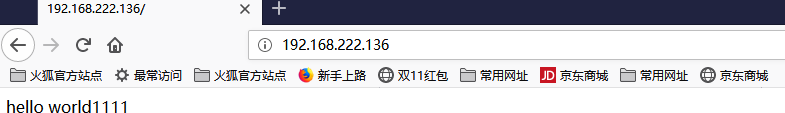 192.168.222.136/
192.168.222.136
火狐官方站点 最常访问 火狐官方站点 新手上路 双11红包 常用网址 JD 京东商城 常用网址 京东商城
hello world1111